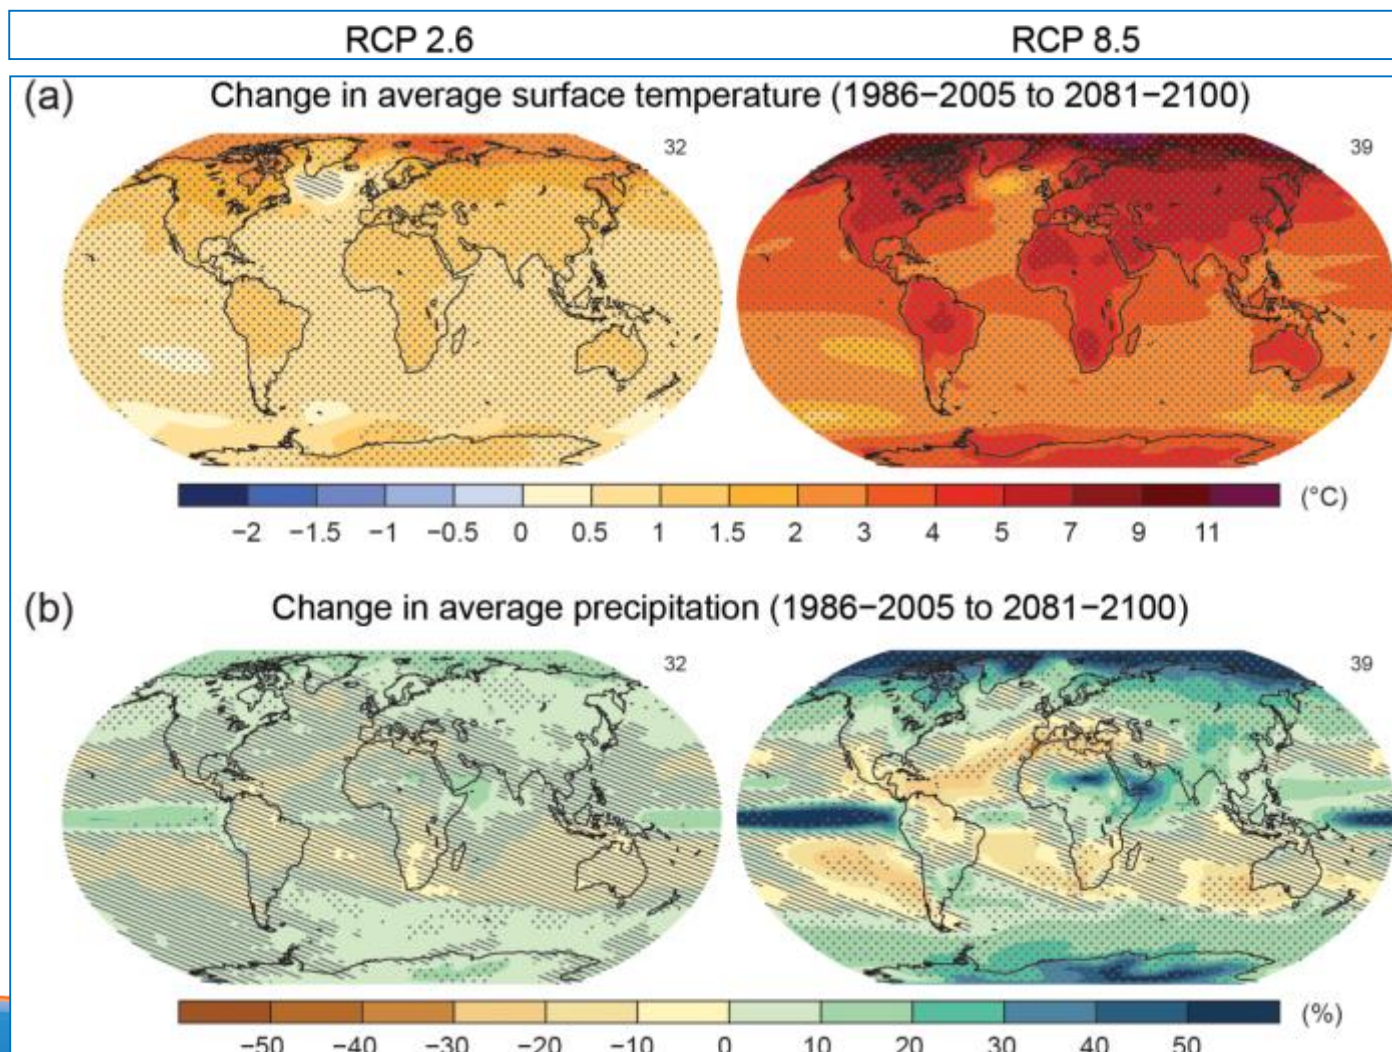 RCP 2.6 RCP 8.5
(a) Change in average surface temperature (1986−2005 to 2081−2100)
32 39
(°C)
−2 −1.5 −1 −0.5 0 0.5 1 1.5 2 3 4 5 7 9 11
(b) Change in average precipitation (1986−2005 to 2081−2100)
32 39
(%)
−50 −40 −30 −20 −10 0 10 20 30 40 50